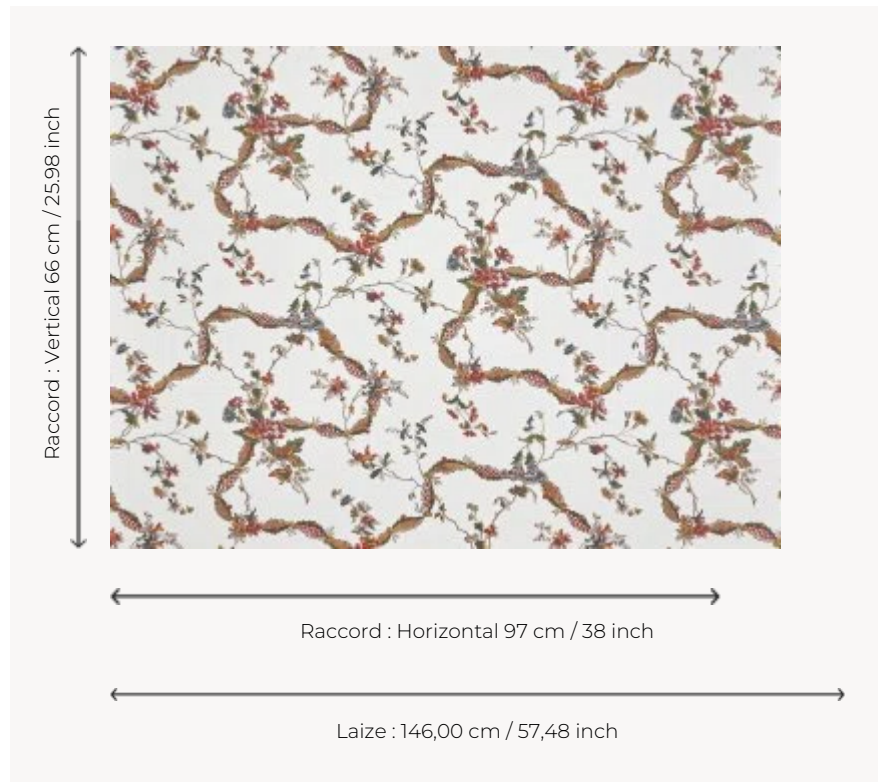 Raccord : Vertical 66 cm / 25.98 inch
Raccord : Horizontal 97 cm / 38 inch
Laize : 146,00 cm / 57,48 inch